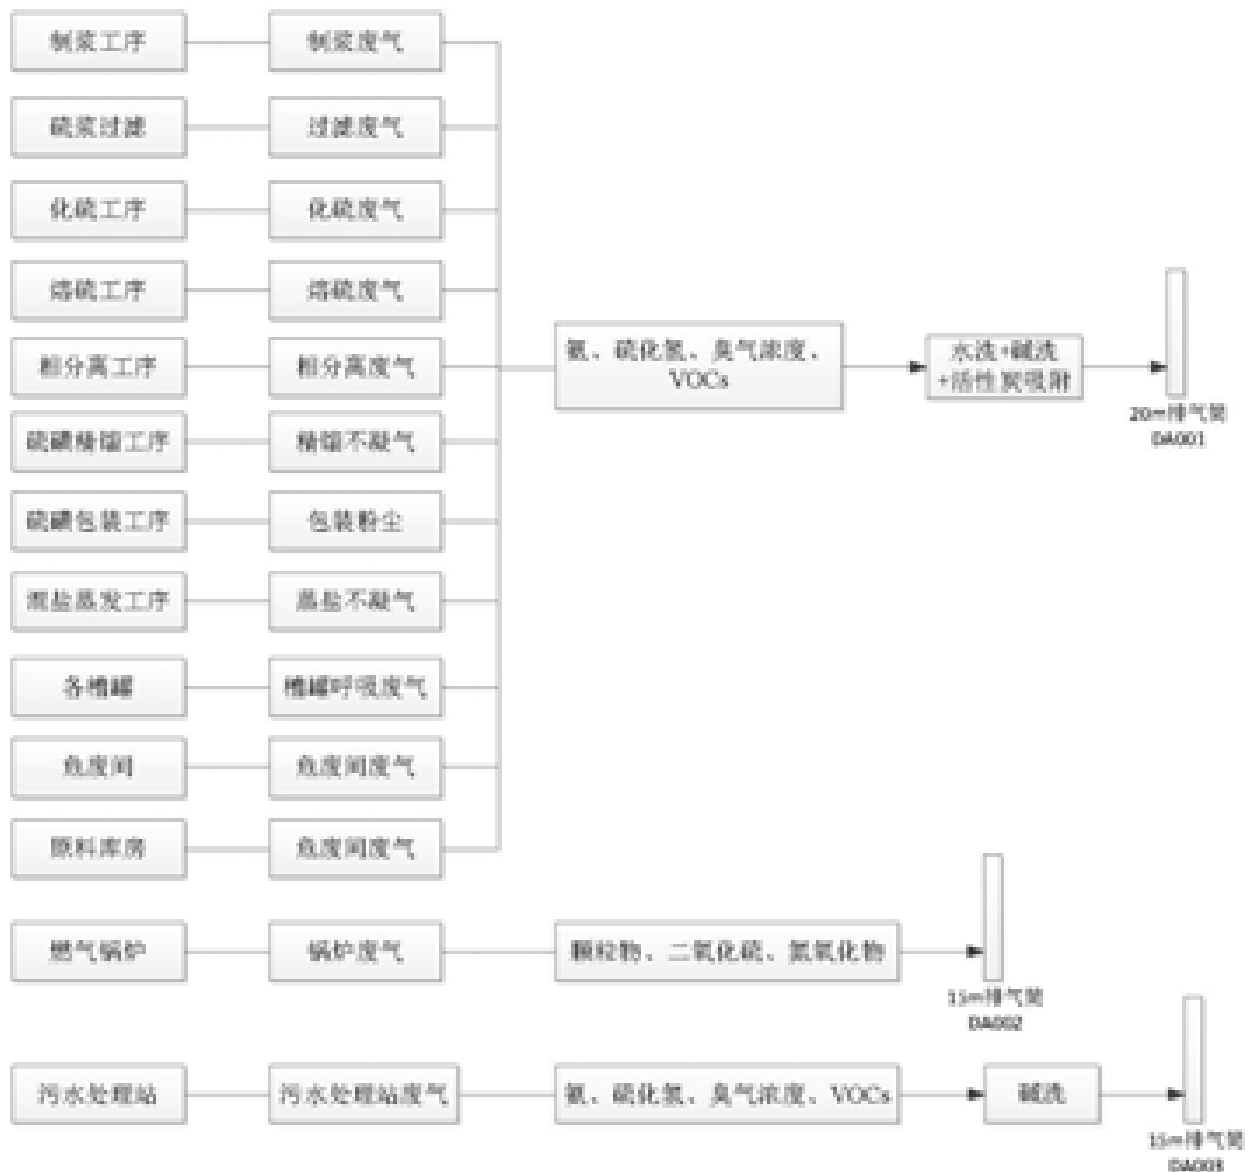 制浆工序
制浆废气
硫浆过滤
过滤废气
化硫工序
化硫废气
熔硫工序
熔硫废气
粗分离工序
粗分离废气
硫磺精馏工序
精馏不凝气
硫磺包装工序
包装粉尘
混盐蒸发工序
蒸盐不凝气
各槽罐
槽罐呼吸废气
危废间
危废间废气
原料库房
危废间废气
氨、硫化氢、臭气浓度、
VOCs
水洗+碱洗
+活性炭吸附
20m排气筒
DA001
燃气锅炉
锅炉废气
颗粒物、二氧化硫、氮氧化物
15m排气筒
DA002
污水处理站
污水处理站废气
氨、硫化氢、臭气浓度、VOCs
碱洗
15m排气筒
DA003